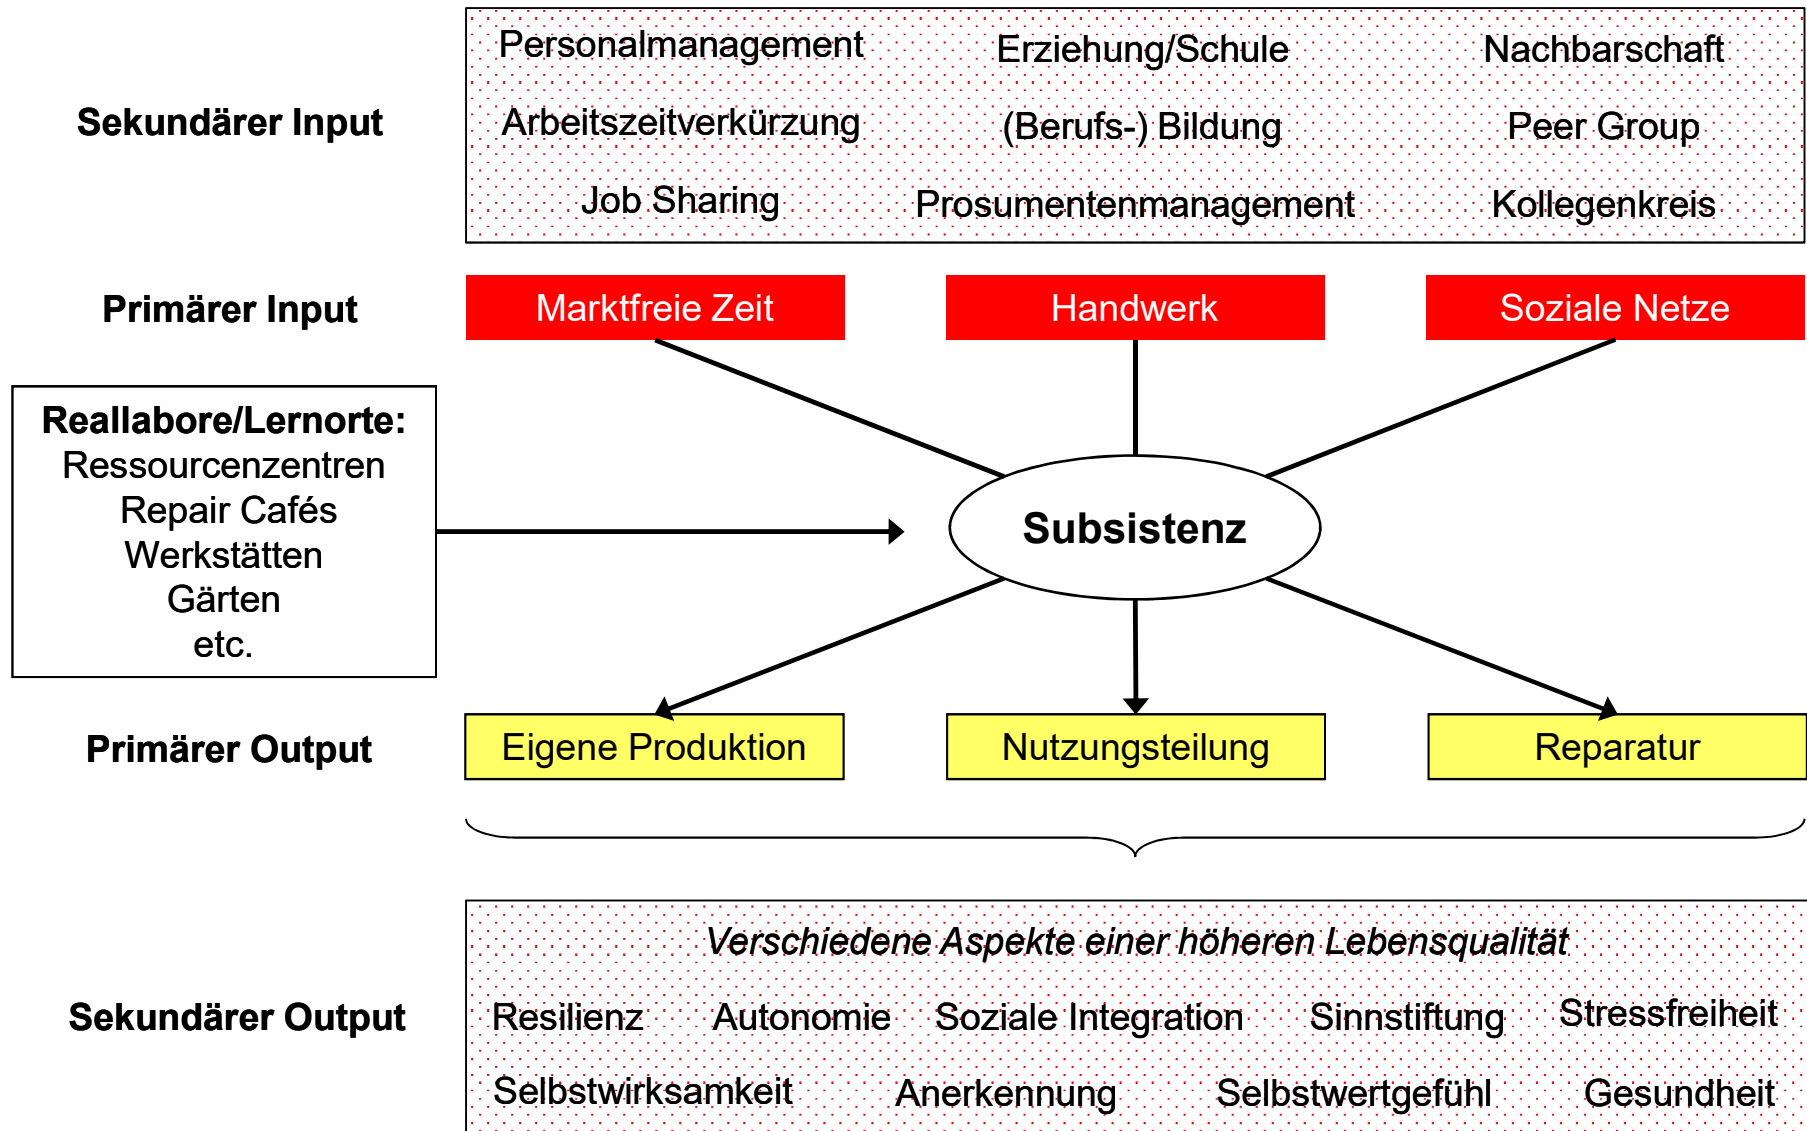 Personalmanagement Erziehung/Schule Nachbarschaft
Sekundärer Input Arbeitszeitverkürzung (Berufs-) Bildung Peer Group
Job Sharing Prosumentenmanagement Kollegenkreis
Primärer Input Marktfreie Zeit Handwerk Soziale Netze
Reallabore/Lernorte:
Ressourcenzentren
Repair Cafés
Werkstätten
Gärten
etc.
Subsistenz
Primärer Output Eigene Produktion Nutzungsteilung Reparatur
Verschiedene Aspekte einer höheren Lebensqualität
Sekundärer Output Resilienz Autonomie Soziale Integration Sinnstiftung Stressfreiheit
Selbstwirksamkeit Anerkennung Selbstwertgefühl Gesundheit